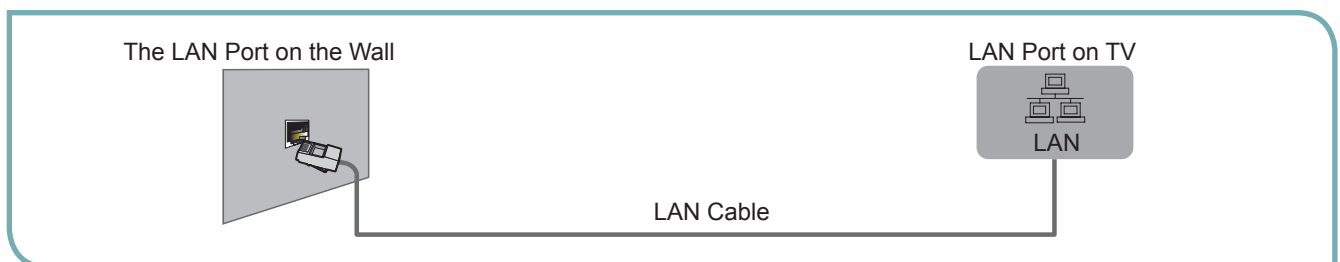 The LAN Port on the Wall
LAN Port on TV
LAN
LAN Cable